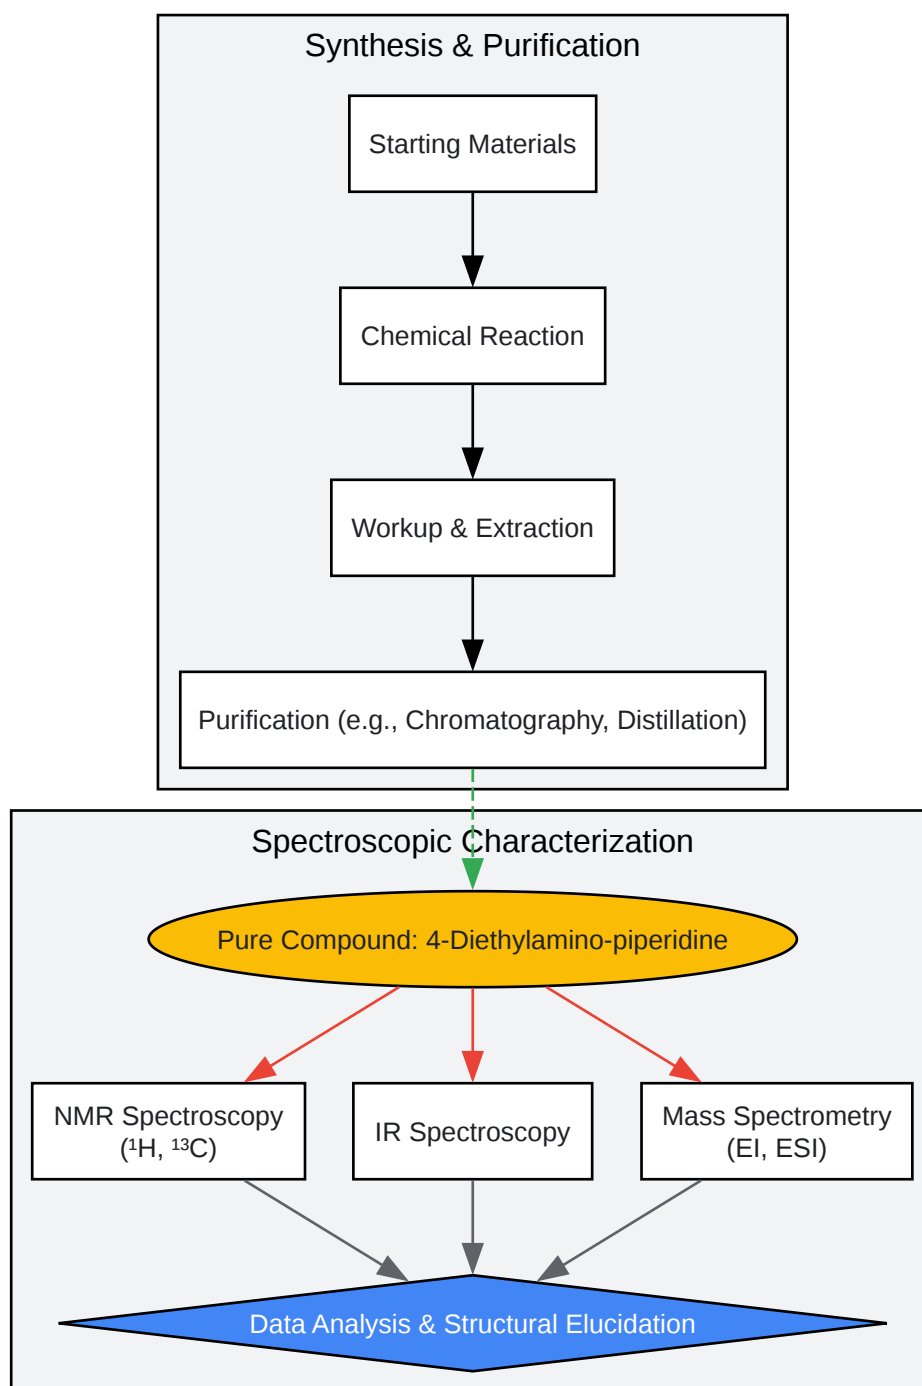 Synthesis & Purification
Starting Materials
Chemical Reaction
Workup & Extraction
Purification (e.g., Chromatography, Distillation)
Spectroscopic Characterization
Pure Compound: 4-Diethylamino-piperidine
NMR Spectroscopy
(¹H, ¹³C)
IR Spectroscopy
Mass Spectrometry
(EI, ESI)
Data Analysis & Structural Elucidation